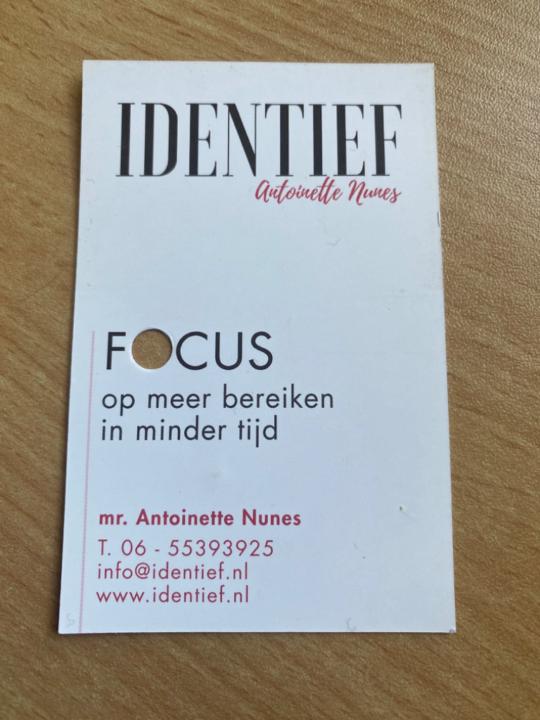 IDENTIEF
Antoinette Nunes
FOCUS
op meer bereiken
in minder tijd
mr. Antoinette Nunes
T. 06 - 55393925
info@identief.nl
www.identief.nl